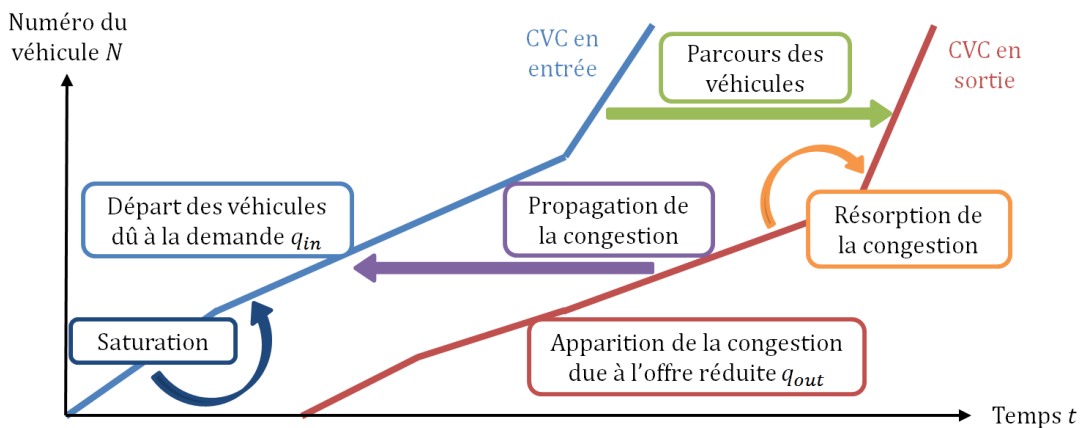 Numéro du
véhicule N
CVC en
entrée
Parcours des
véhicules
CVC en
sortie
Départ des véhicules
dû à la demande q_in
Propagation de
la congestion
Résorption de
la congestion
Saturation
Apparition de la congestion
due à l’offre réduite q_out
Temps t